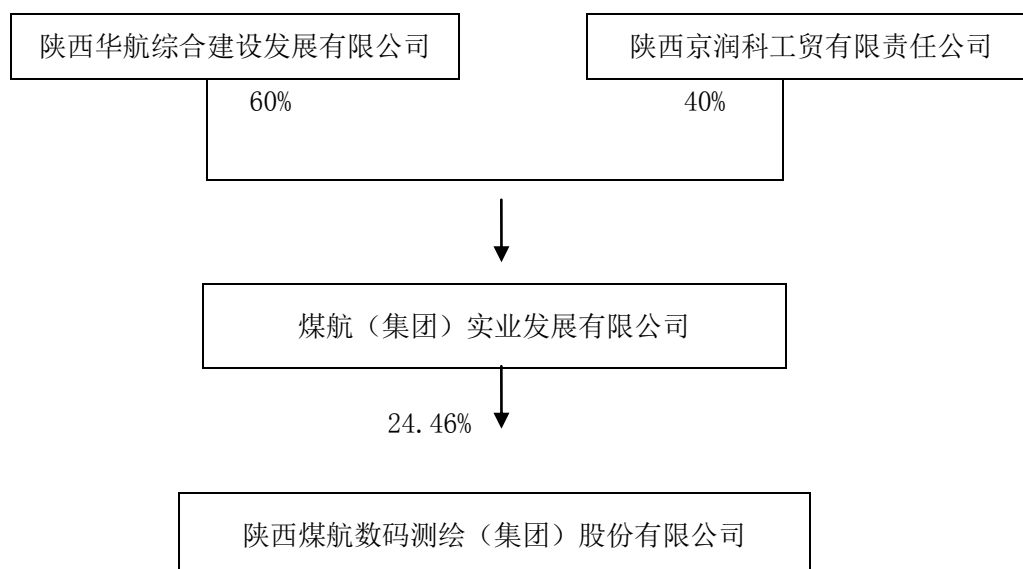 陕西华航综合建设发展有限公司
陕西京润科工贸有限责任公司
60%
40%
煤航（集团）实业发展有限公司
24.46%
陕西煤航数码测绘（集团）股份有限公司